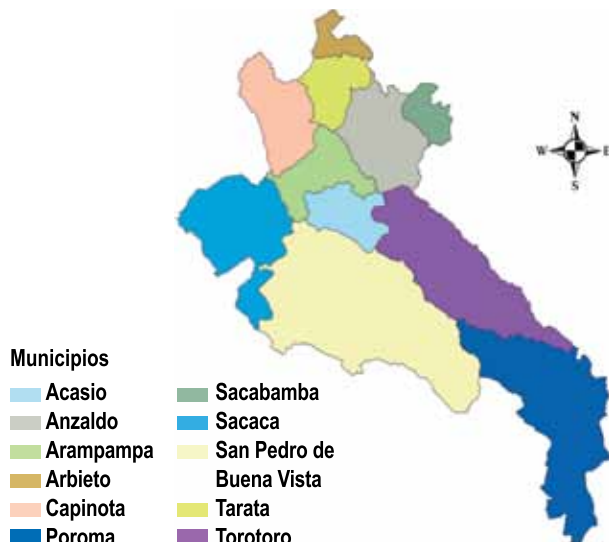 N
W E
S
Municipios
Acasio
Anzaldo
Arampampa
Arbieto
Capinota
Poroma
Sacabamba
Sacaca
San Pedro de
Buena Vista
Tarata
Torotoro